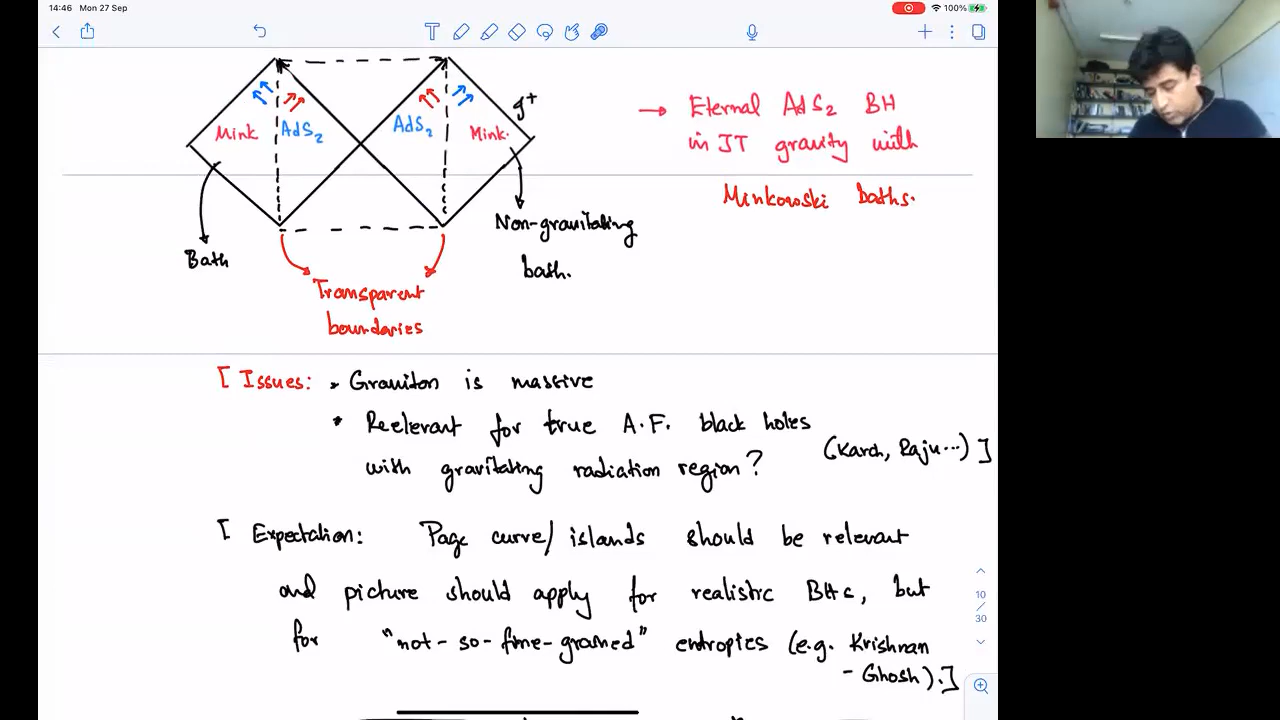 14:46 Mon 27 Sep
100%
Mink
AdS₂
AdS₂
Mink.
g+
→ Eternal AdS₂ BH
in JT gravity with
Minkowski baths.
Bath
Non-gravitating
bath.
Transparent
boundaries
[ Issues: * Graviton is massive
* Reelevant for true A.F. black holes
with gravitating radiation region?
(Karch, Raju...) ]
[ Expectation: Page curve/islands should be relevant
and picture should apply for realistic BHs, but
for "not-so-fine-grained" entropies (e.g. Krishnan
- Ghosh).]
10
/
30